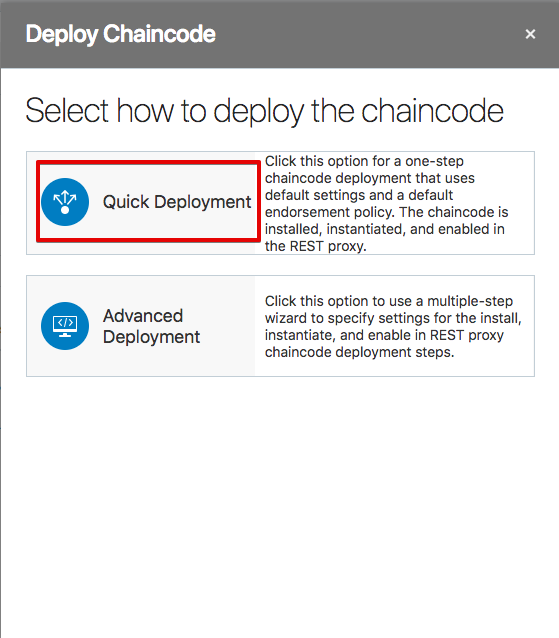 Deploy Chaincode
×
Select how to deploy the chaincode
Quick Deployment
Click this option for a one-step
chaincode deployment that uses
default settings and a default
endorsement policy. The chaincode is
installed, instantiated, and enabled in
the REST proxy.
Advanced
Deployment
Click this option to use a multiple-step
wizard to specify settings for the install,
instantiate, and enable in REST proxy
chaincode deployment steps.